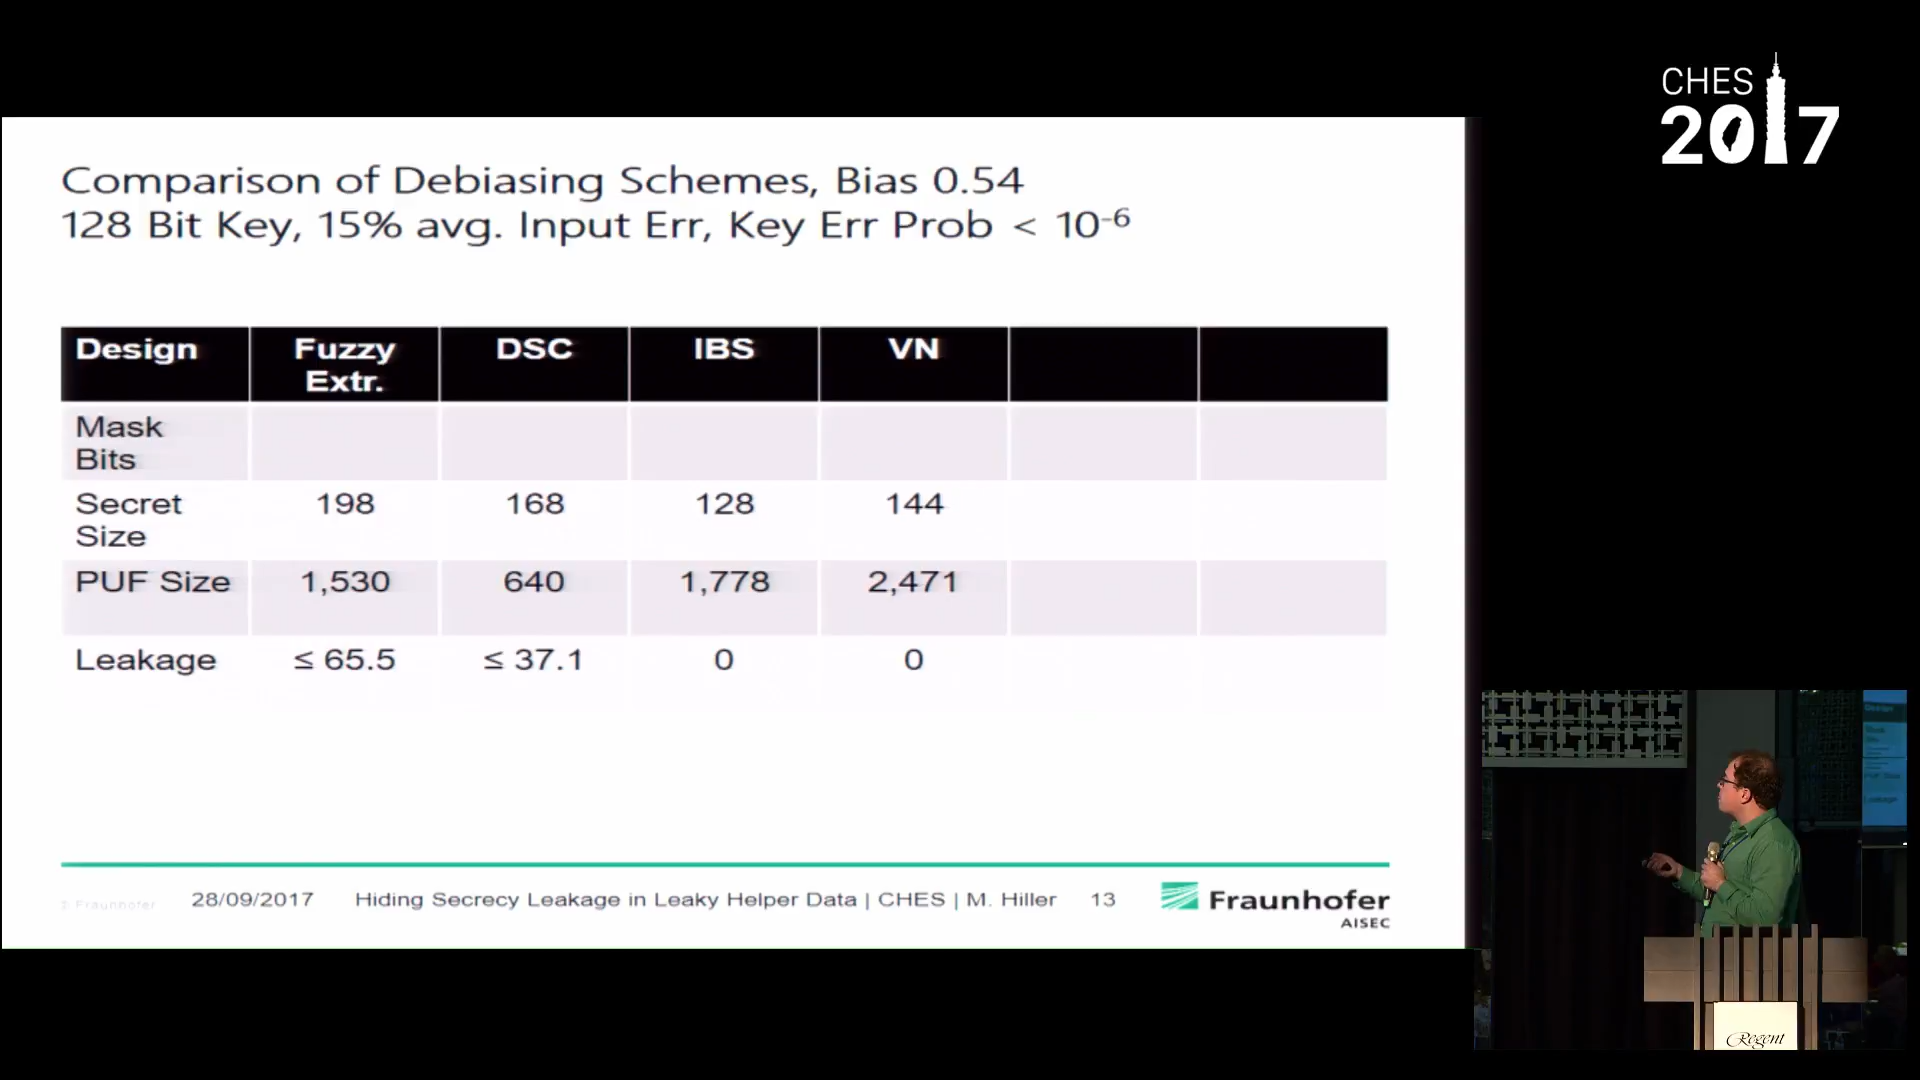 CHES
2017
Comparison of Debiasing Schemes, Bias 0.54
128 Bit Key, 15% avg. Input Err, Key Err Prob < 10⁻⁶
Design Fuzzy Extr. DSC IBS VN
Mask Bits
Secret Size 198 168 128 144
PUF Size 1,530 640 1,778 2,471
Leakage ≤ 65.5 ≤ 37.1 0 0
© Fraunhofer 28/09/2017 Hiding Secrecy Leakage in Leaky Helper Data | CHES | M. Hiller 13 Fraunhofer
AISEC
Regent